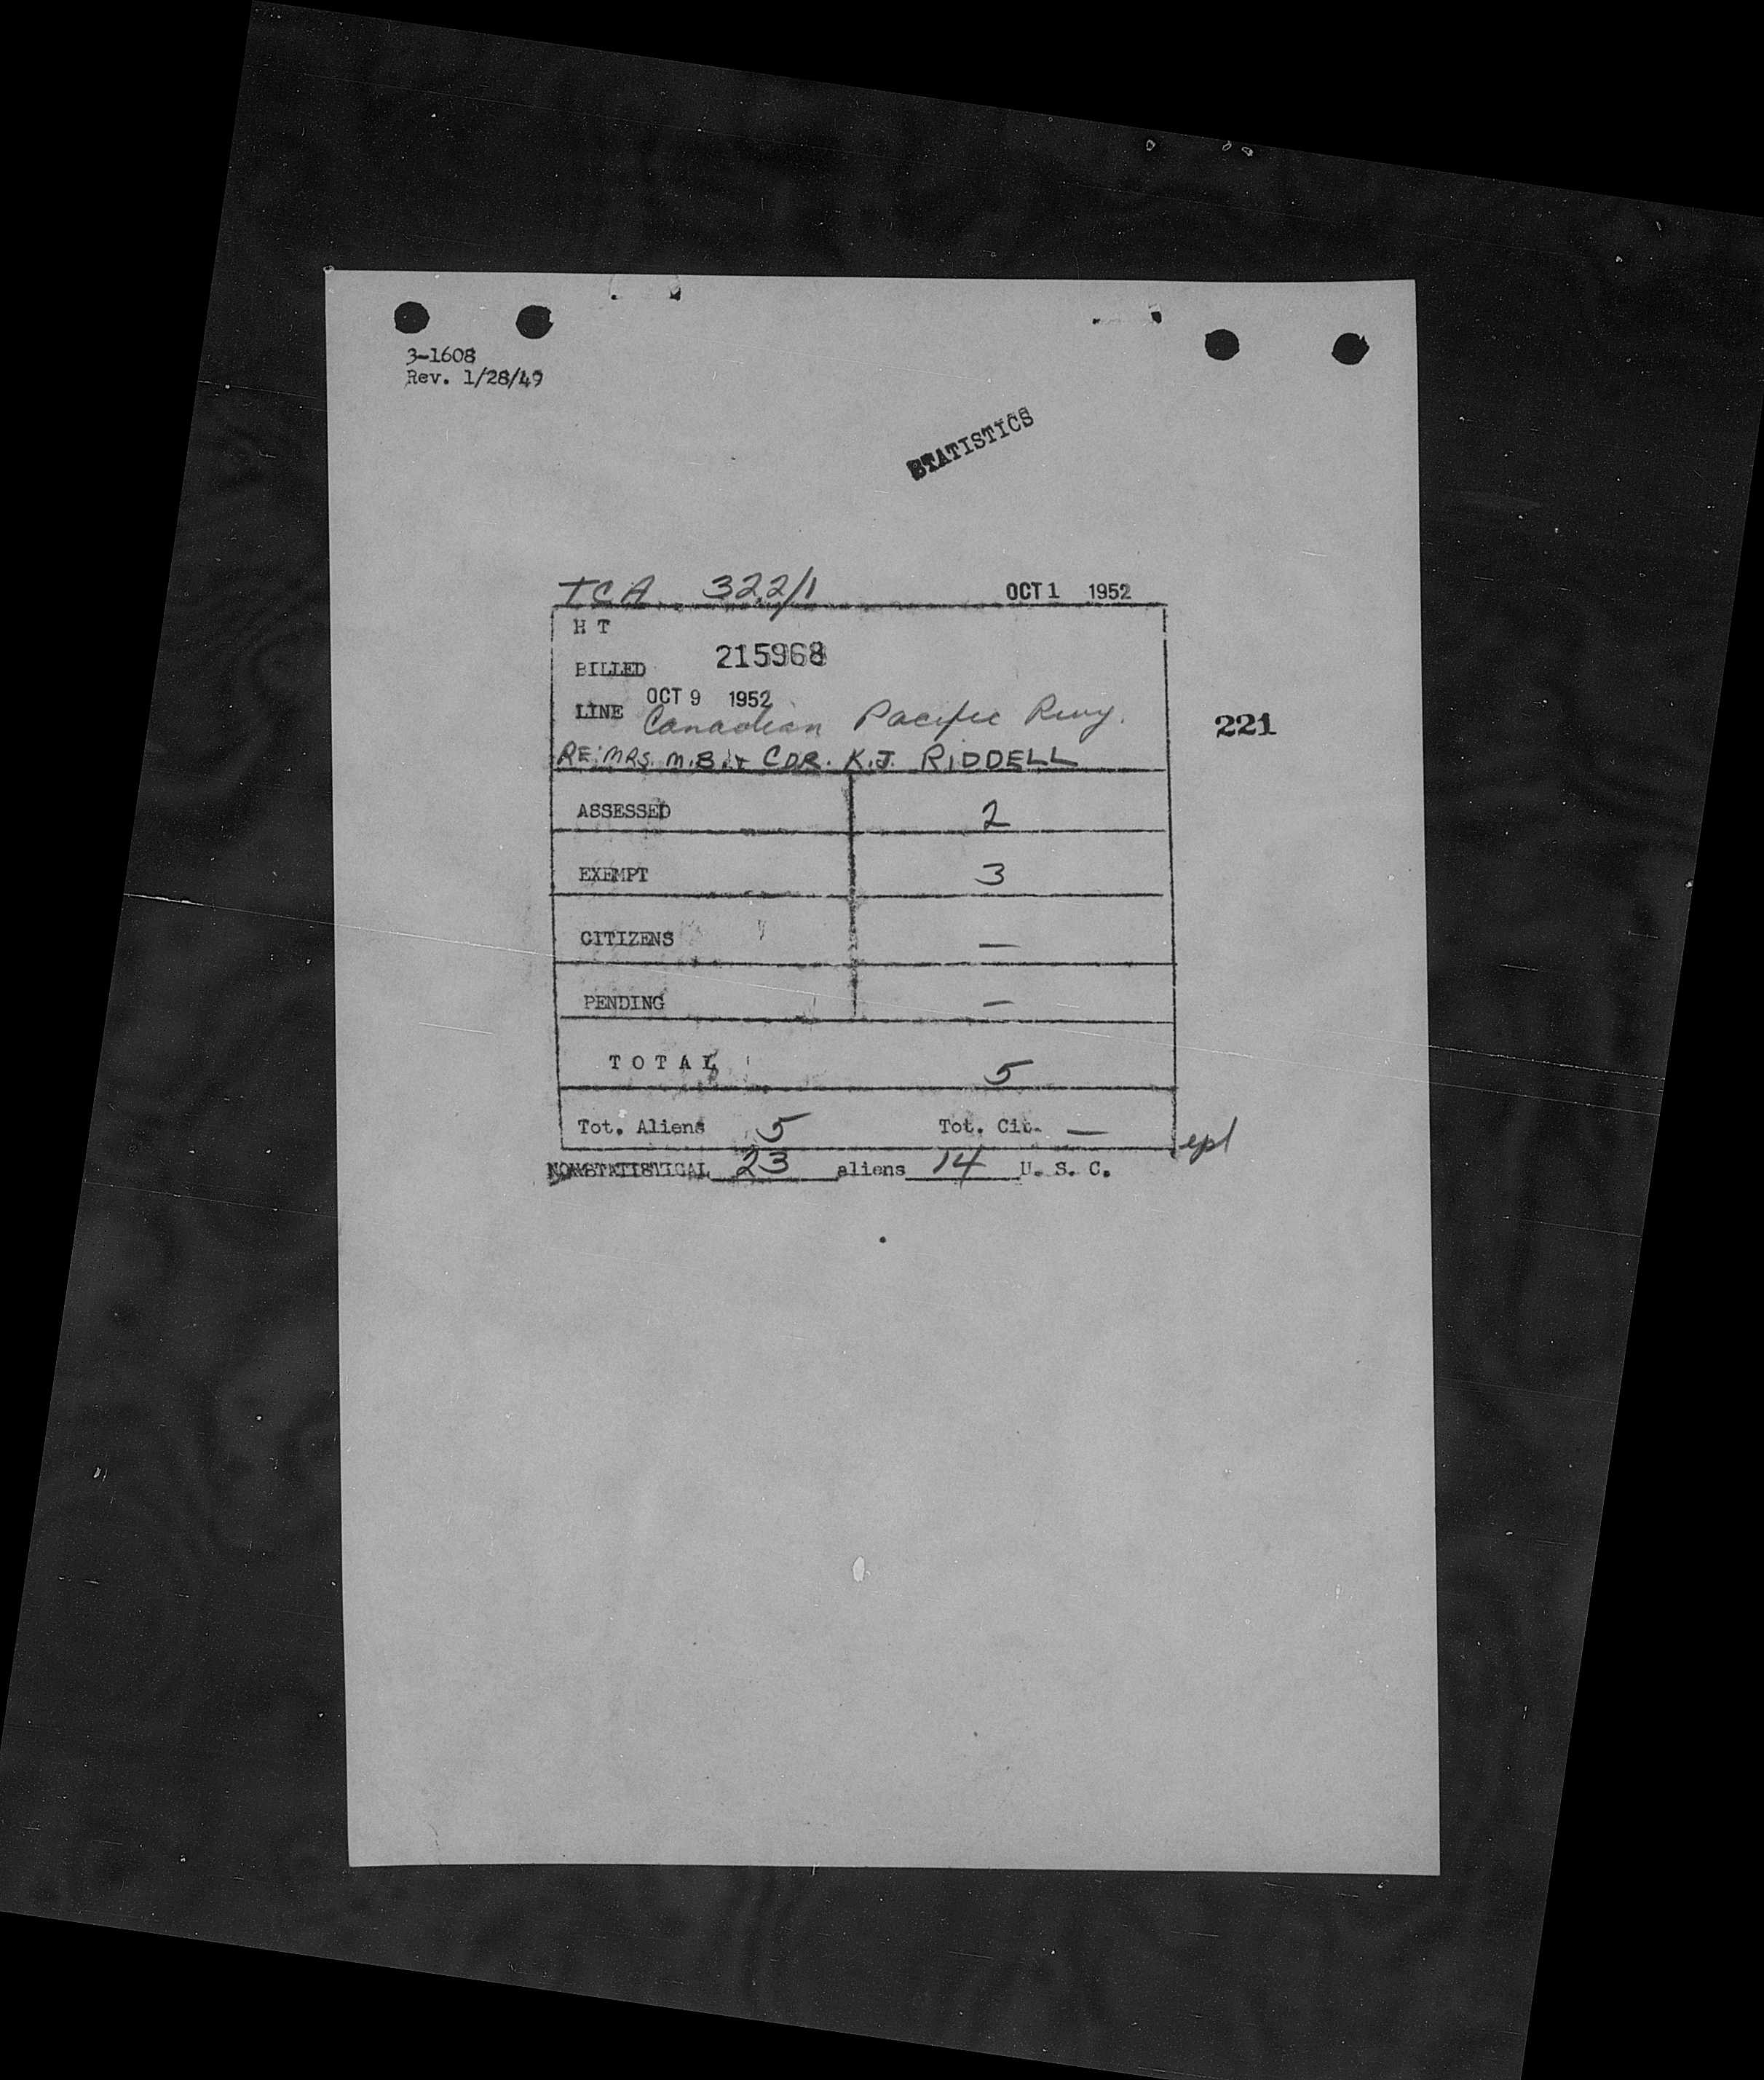 3-1608
Rev. 1/28/49
STATISTICS
TCA 322/1 OCT 1 1952
H T
BILLED 215968
OCT 9 1952
LINE Canadian Pacific Rwy.
RE: MRS. M.B. & CDR. K.J. RIDDELL
221
ASSESSED 2
EXEMPT 3
CITIZENS —
PENDING —
TOTAL 5
Tot. Aliens 5 Tot. Cit. —
epl
NONSTATISTICAL 23 aliens 14 U. S. C.